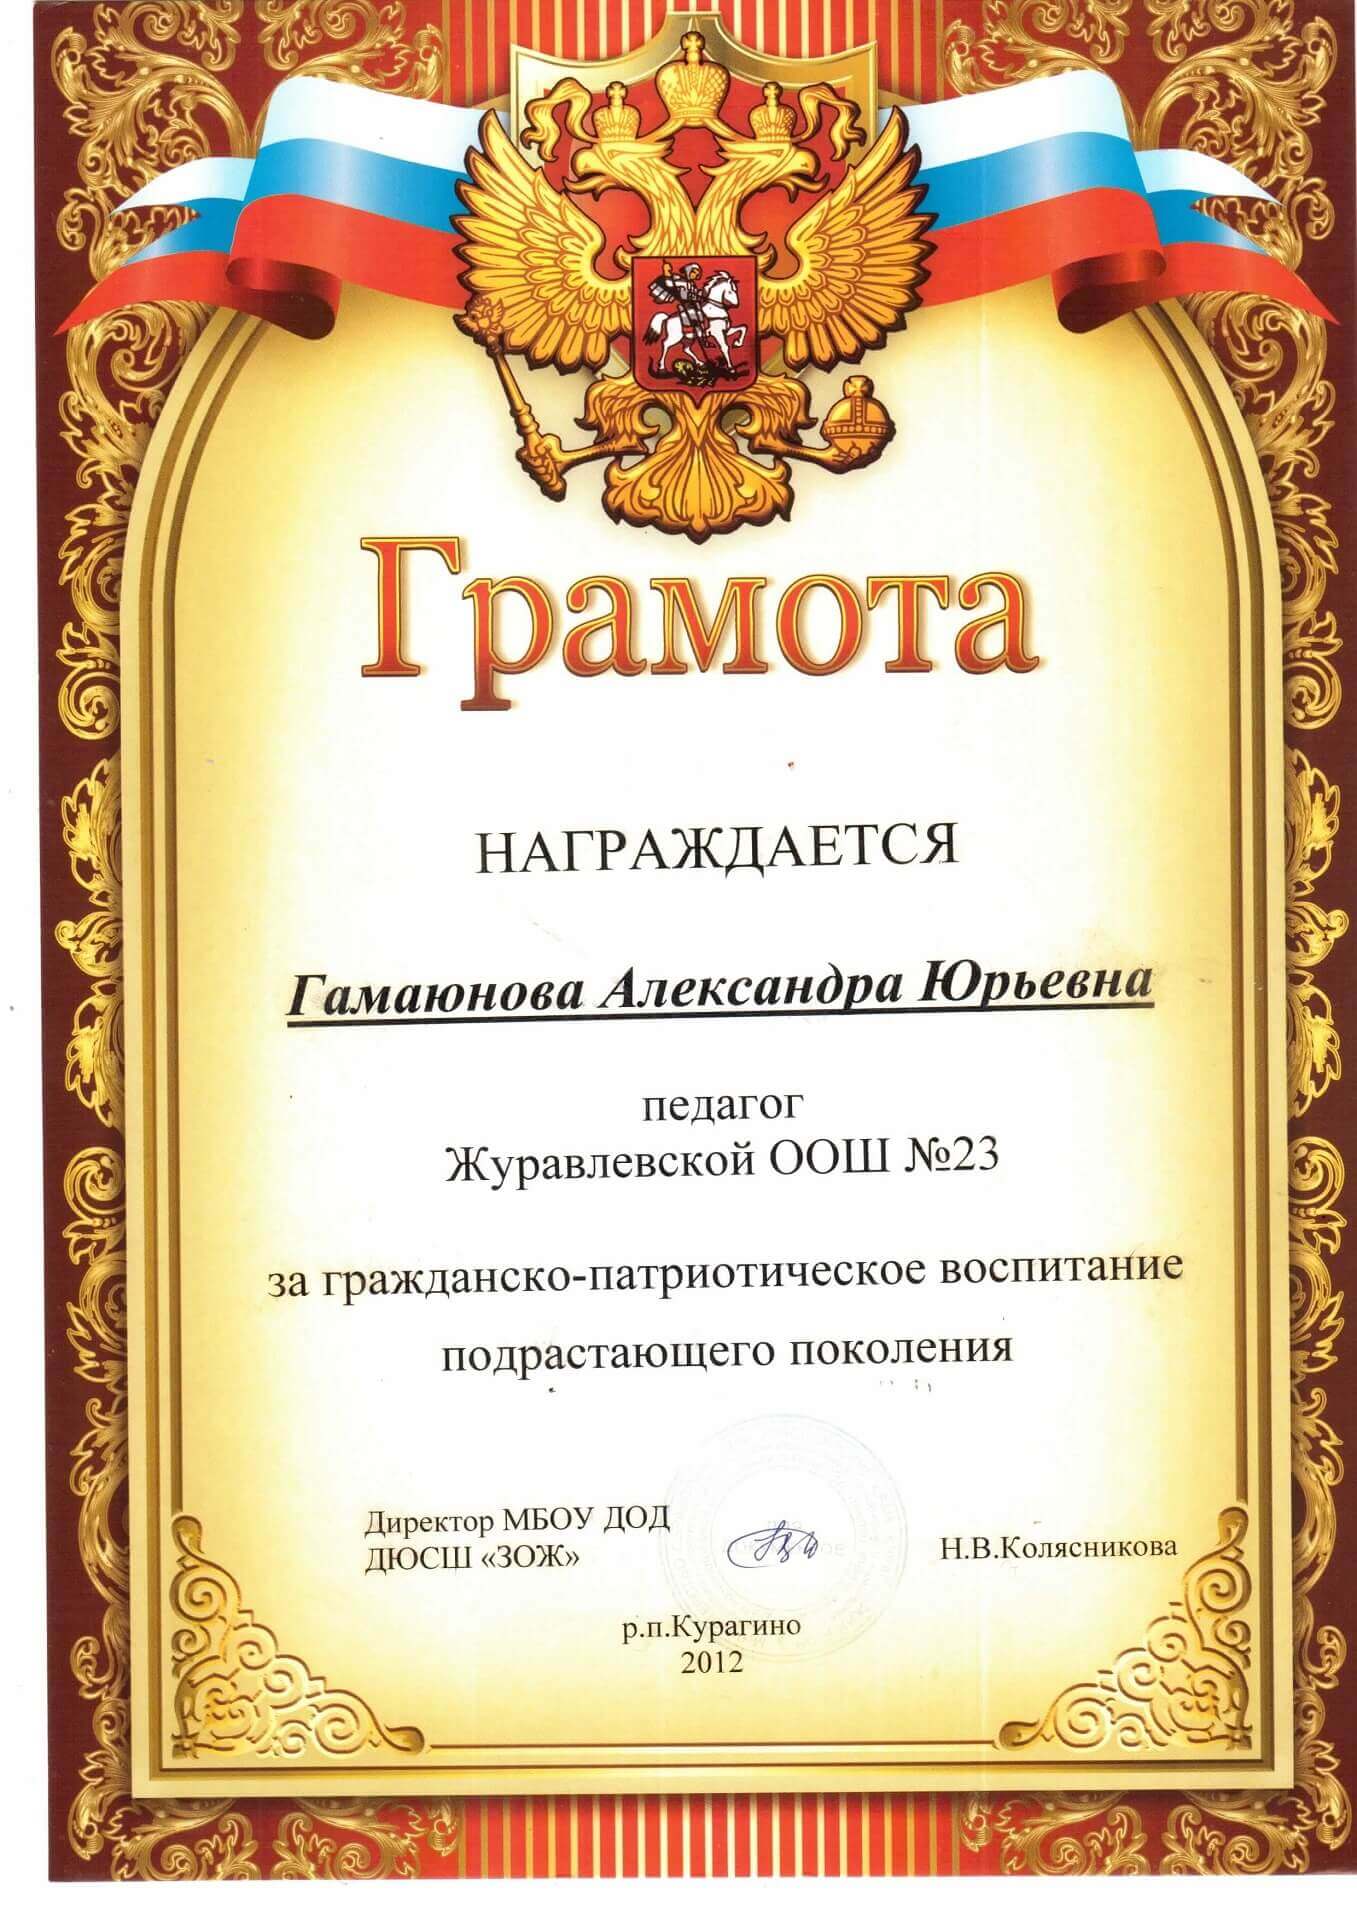 Грамота
НАГРАЖДАЕТСЯ
Гамаюнова Александра Юрьевна
педагог
Журавлевской ООШ №23
за гражданско-патриотическое воспитание
подрастающего поколения
Директор МБОУ ДОД
ДЮСШ «ЗОЖ»
Н.В.Колясникова
р.п.Курагино
2012